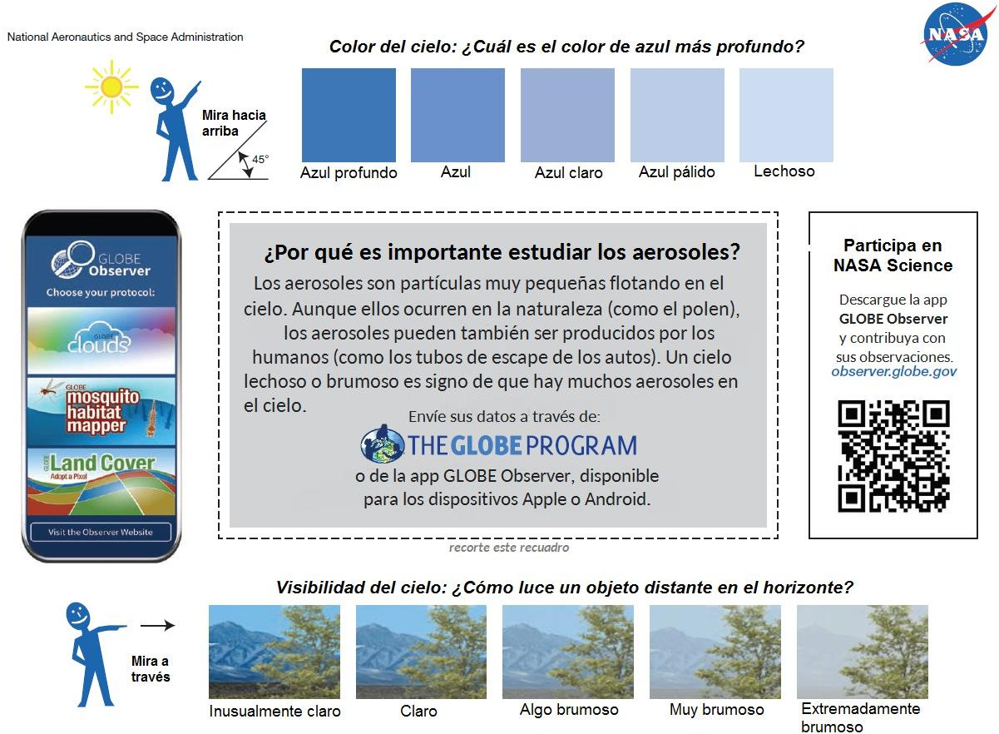 National Aeronautics and Space Administration
NASA
Color del cielo: ¿Cuál es el color de azul más profundo?
Mira hacia
arriba
45°
Azul profundo
Azul
Azul claro
Azul pálido
Lechoso
GLOBE
Observer
Choose your protocol:
GLOBE
clouds
GLOBE
mosquito
habitat
mapper
GLOBE
Land Cover
Adopt a Pixel
Visit the Observer Website
¿Por qué es importante estudiar los aerosoles?
Los aerosoles son partículas muy pequeñas flotando en el
cielo. Aunque ellos ocurren en la naturaleza (como el polen),
los aerosoles pueden también ser producidos por los
humanos (como los tubos de escape de los autos). Un cielo
lechoso o brumoso es signo de que hay muchos aerosoles en
el cielo.
Envíe sus datos a través de:
THE GLOBE PROGRAM
o de la app GLOBE Observer, disponible
para los dispositivos Apple o Android.
recorte este recuadro
Participa en
NASA Science
Descargue la app
GLOBE Observer
y contribuya con
sus observaciones.
observer.globe.gov
Visibilidad del cielo: ¿Cómo luce un objeto distante en el horizonte?
Mira a
través
Inusualmente claro
Claro
Algo brumoso
Muy brumoso
Extremadamente
brumoso